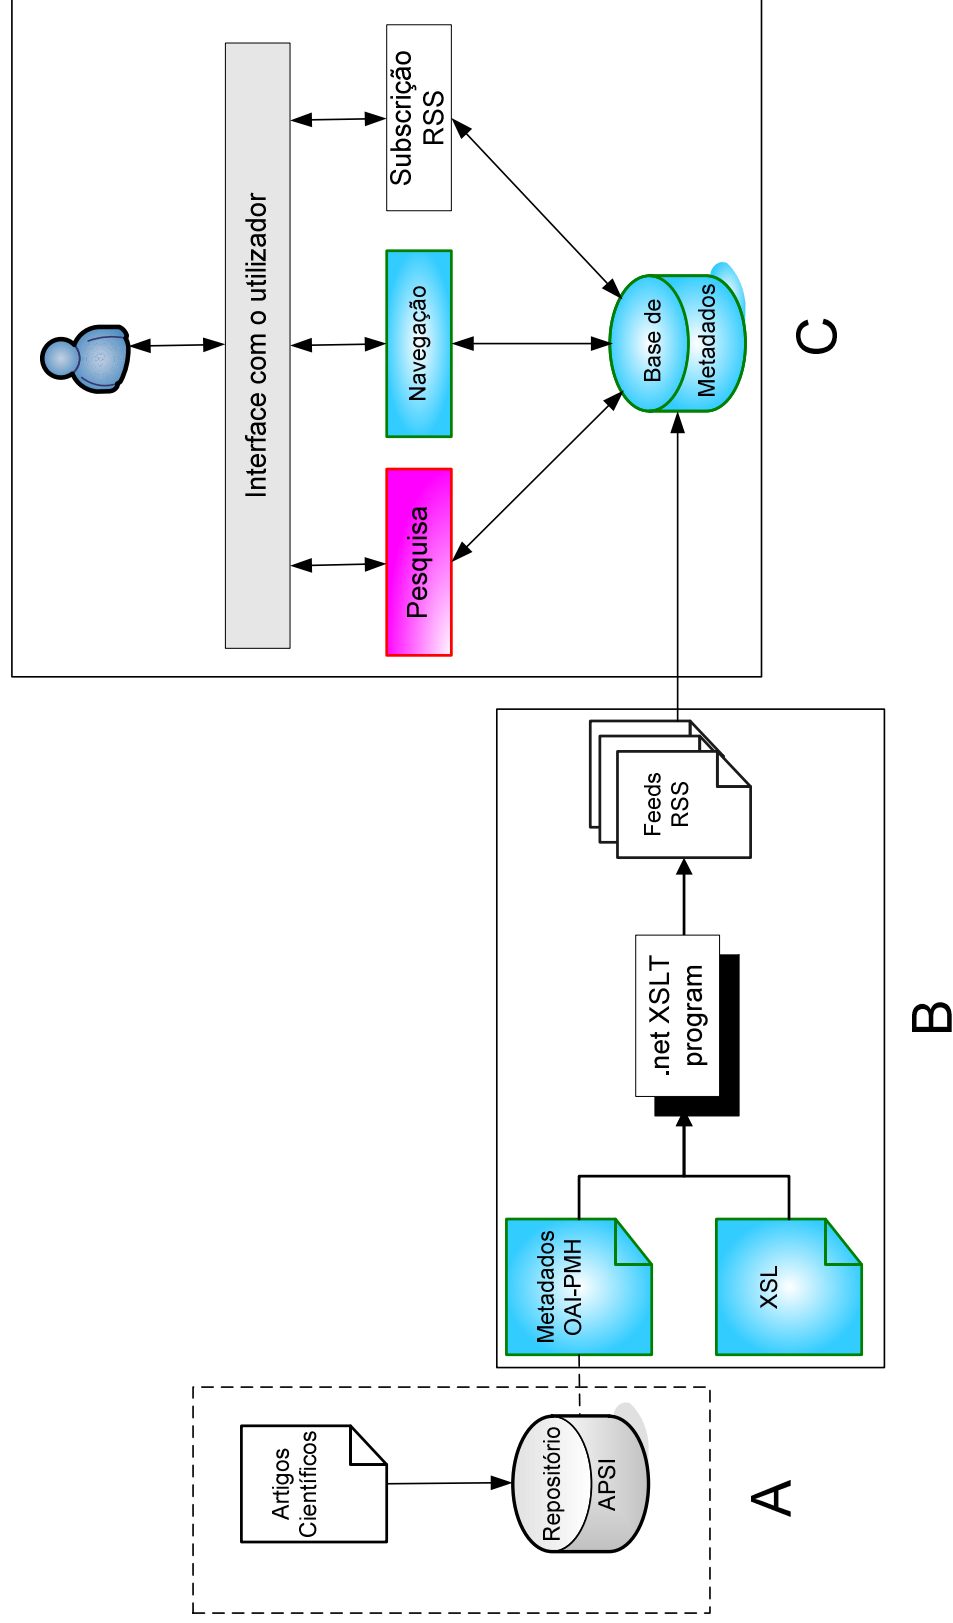 Artigos
Científicos
Repositório
APSI
A
Metadados
OAI-PMH
XSL
.net XSLT
program
Feeds
RSS
B
Interface com o utilizador
Pesquisa
Navegação
Subscrição
RSS
Base de
Metadados
C